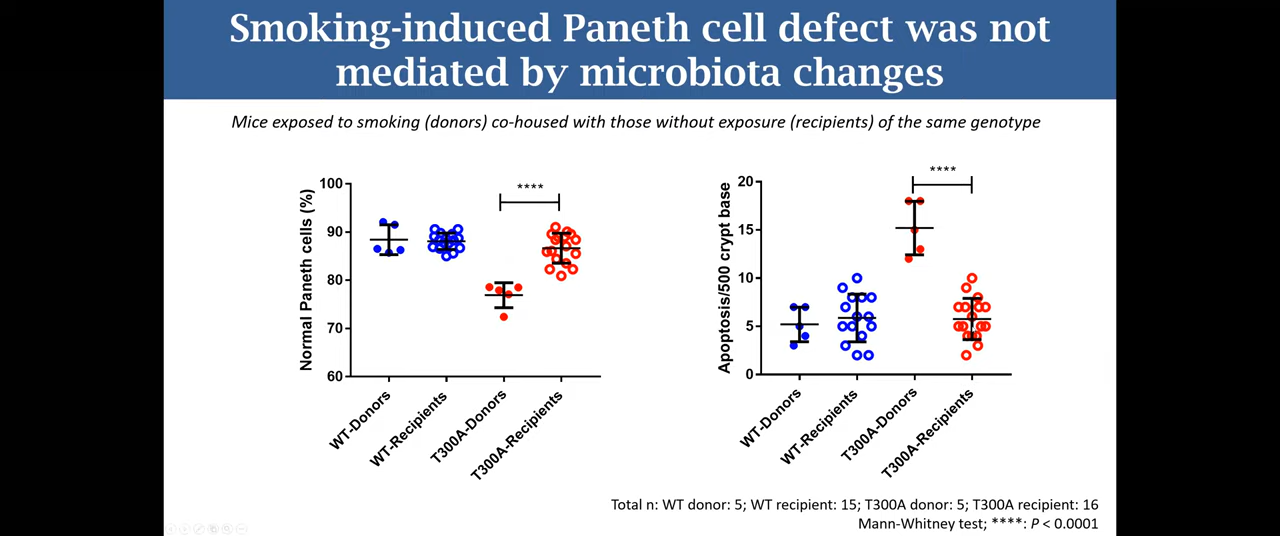 Smoking-induced Paneth cell defect was not
mediated by microbiota changes
Mice exposed to smoking (donors) co-housed with those without exposure (recipients) of the same genotype
Normal Paneth cells (%)
100
90
80
70
60
****
WT-Donors
WT-Recipients
T300A-Donors
T300A-Recipients
Apoptosis/500 crypt base
20
15
10
5
0
****
WT-Donors
WT-Recipients
T300A-Donors
T300A-Recipients
Total n: WT donor: 5; WT recipient: 15; T300A donor: 5; T300A recipient: 16
Mann-Whitney test; ****: P < 0.0001